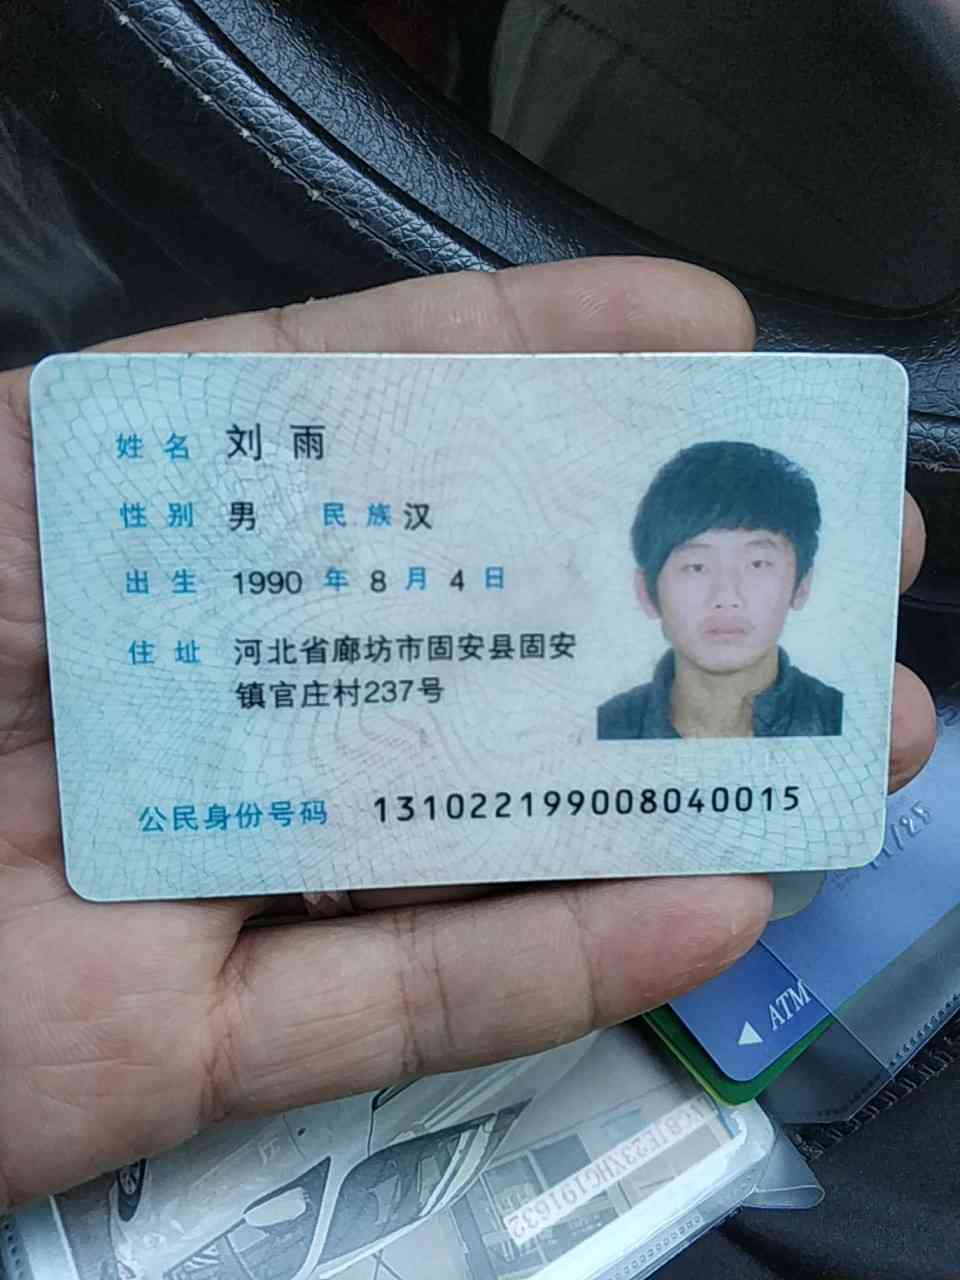 姓名 刘雨
性别 男 民族 汉
出生 1990 年 8 月 4 日
住址 河北省廊坊市固安县固安
镇官庄村237号
公民身份号码 131022199008040015
11/25
ATM